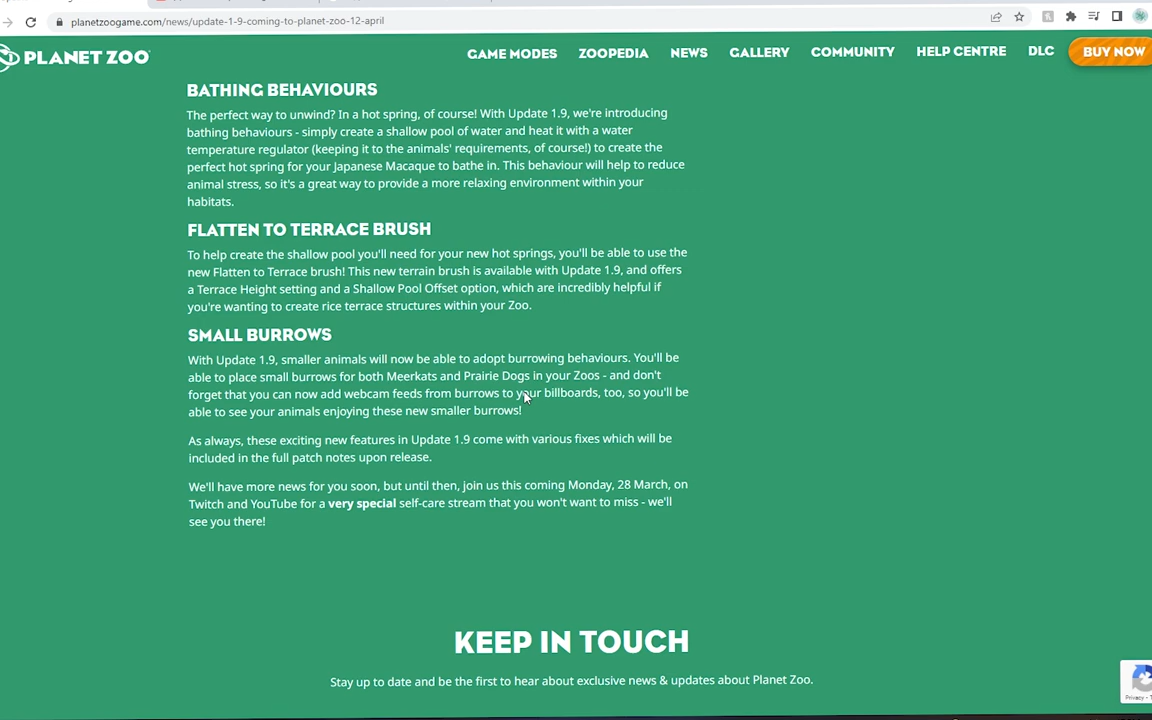 planetzoogame.com/news/update-1-9-coming-to-planet-zoo-12-april
PLANET ZOO
GAME MODES ZOOPEDIA NEWS GALLERY COMMUNITY HELP CENTRE DLC BUY NOW
BATHING BEHAVIOURS
The perfect way to unwind? In a hot spring, of course! With Update 1.9, we're introducing
bathing behaviours - simply create a shallow pool of water and heat it with a water
temperature regulator (keeping it to the animals' requirements, of course!) to create the
perfect hot spring for your Japanese Macaque to bathe in. This behaviour will help to reduce
animal stress, so it's a great way to provide a more relaxing environment within your
habitats.
FLATTEN TO TERRACE BRUSH
To help create the shallow pool you'll need for your new hot springs, you'll be able to use the
new Flatten to Terrace brush! This new terrain brush is available with Update 1.9, and offers
a Terrace Height setting and a Shallow Pool Offset option, which are incredibly helpful if
you're wanting to create rice terrace structures within your Zoo.
SMALL BURROWS
With Update 1.9, smaller animals will now be able to adopt burrowing behaviours. You'll be
able to place small burrows for both Meerkats and Prairie Dogs in your Zoos - and don't
forget that you can now add webcam feeds from burrows to your billboards, too, so you'll be
able to see your animals enjoying these new smaller burrows!
As always, these exciting new features in Update 1.9 come with various fixes which will be
included in the full patch notes upon release.
We'll have more news for you soon, but until then, join us this coming Monday, 28 March, on
Twitch and YouTube for a very special self-care stream that you won't want to miss - we'll
see you there!
KEEP IN TOUCH
Stay up to date and be the first to hear about exclusive news & updates about Planet Zoo.
Privacy